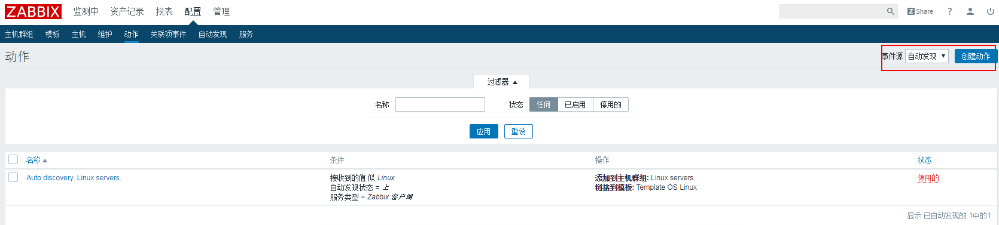 ZABBIX 监测中 资产记录 报表 配置 管理 Z Share ?
主机群组 模板 主机 维护 动作 关联项事件 自动发现 服务
动作 事件源 自动发现 创建动作
过滤器
名称 状态 任何 已启用 停用的
应用 重设
名称 条件 操作 状态
Auto discovery. Linux servers. 接收到的值 似 Linux 添加到主机群组: Linux servers 停用的
自动发现状态 = 上 链接到模板: Template OS Linux
服务类型 = Zabbix 客户端
显示 已自动发现的 1中的1